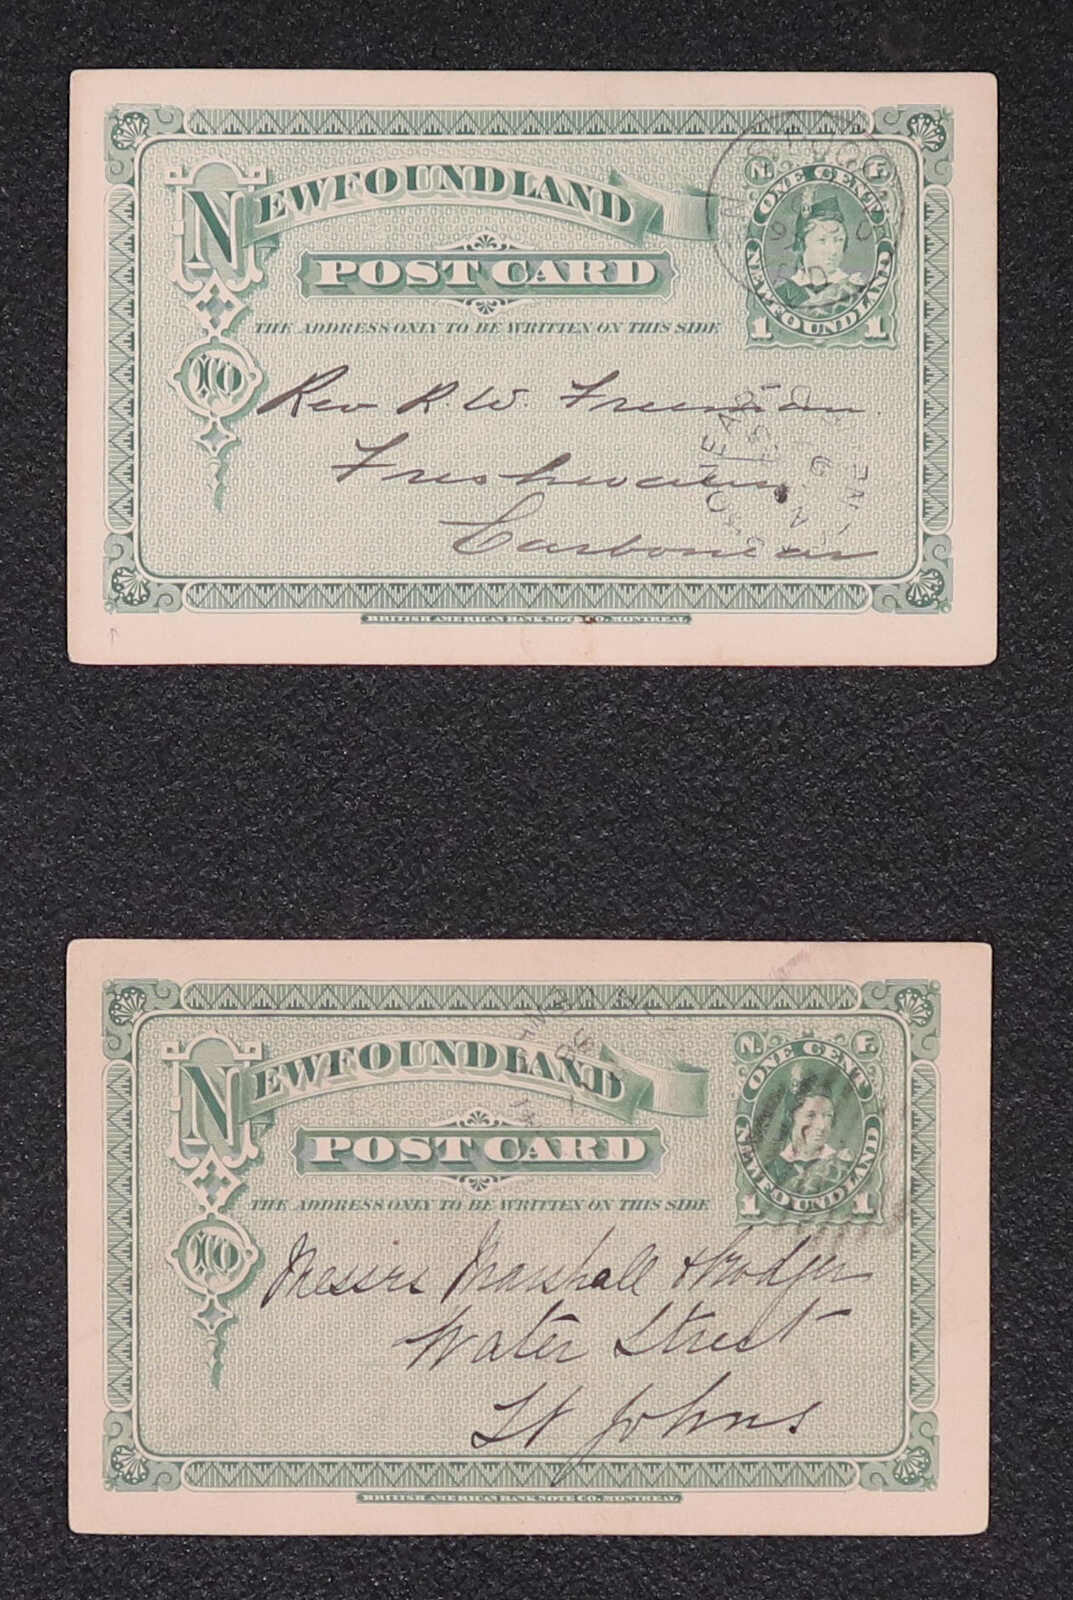 NEWFOUNDLAND
POST CARD
THE ADDRESS ONLY TO BE WRITTEN ON THIS SIDE
N. F.
ONE CENT
NEWFOUNDLAND
1 1
TO
Rev R. W. Freeman.
Freshwater
Carbonear
BRITISH AMERICAN BANK NOTE CO. MONTREAL
NEWFOUNDLAND
POST CARD
THE ADDRESS ONLY TO BE WRITTEN ON THIS SIDE
N. F.
ONE CENT
NEWFOUNDLAND
1 1
TO
Messrs Marshall & Rodger
Water Street
St Johns
BRITISH AMERICAN BANK NOTE CO. MONTREAL